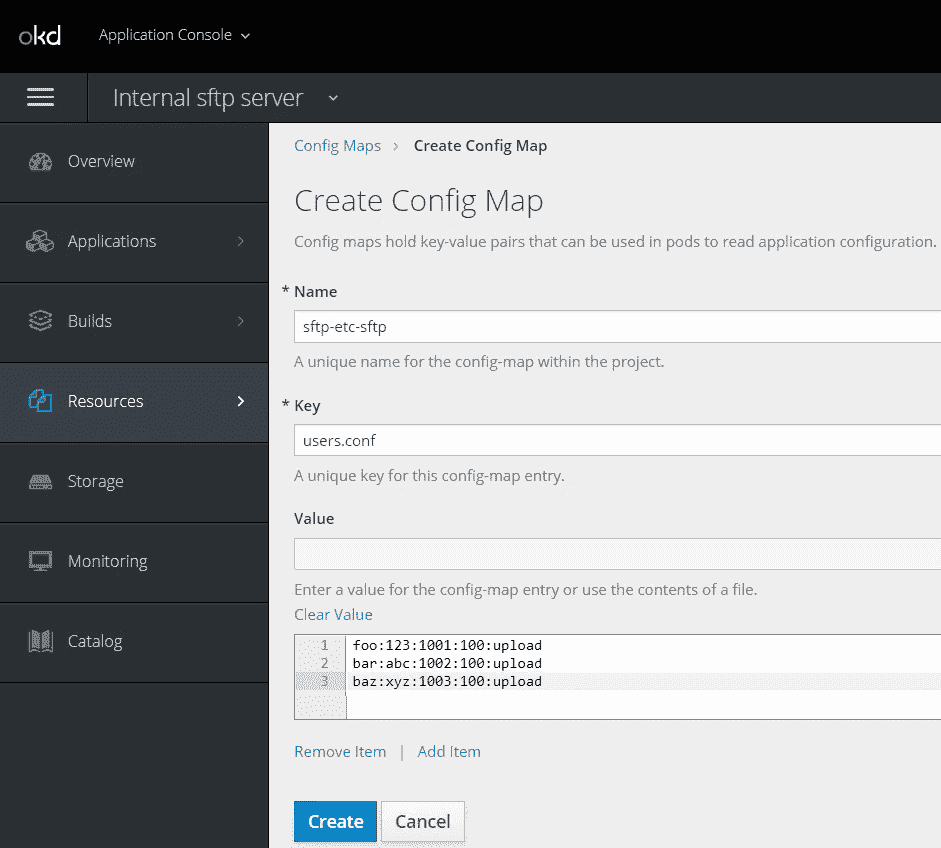 okd Application Console
Internal sftp server
Overview
Applications
Builds
Resources
Storage
Monitoring
Catalog
Config Maps > Create Config Map
Create Config Map
Config maps hold key-value pairs that can be used in pods to read application configuration.
* Name
sftp-etc-sftp
A unique name for the config-map within the project.
* Key
users.conf
A unique key for this config-map entry.
Value
Enter a value for the config-map entry or use the contents of a file.
Clear Value
1 foo:123:1001:100:upload
2 bar:abc:1002:100:upload
3 baz:xyz:1003:100:upload
Remove Item | Add Item
Create Cancel